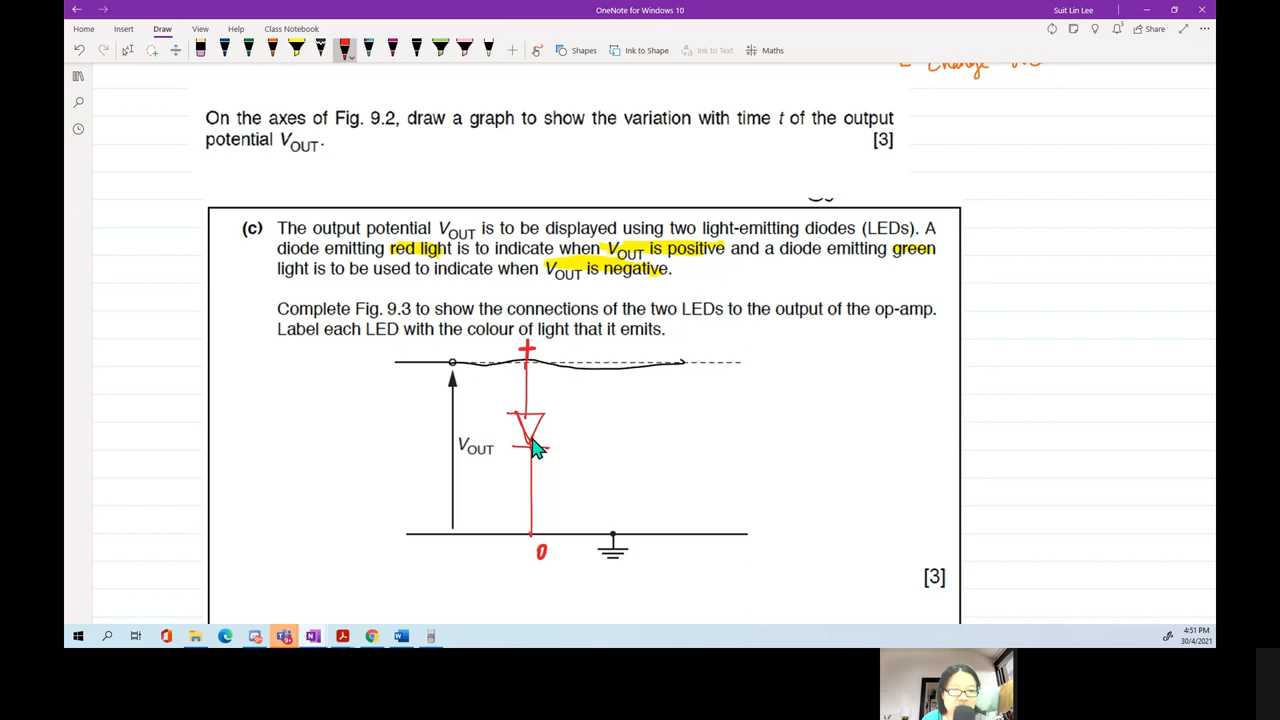 OneNote for Windows 10
Suit Lin Lee
Home Insert Draw View Help Class Notebook
Share
Shapes Ink to Shape Ink to Text Maths
On the axes of Fig. 9.2, draw a graph to show the variation with time t of the output
potential VOUT. [3]
(c) The output potential VOUT is to be displayed using two light-emitting diodes (LEDs). A
diode emitting red light is to indicate when VOUT is positive and a diode emitting green
light is to be used to indicate when VOUT is negative.
Complete Fig. 9.3 to show the connections of the two LEDs to the output of the op-amp.
Label each LED with the colour of light that it emits.
+
VOUT
0
[3]
4:51 PM
30/4/2021